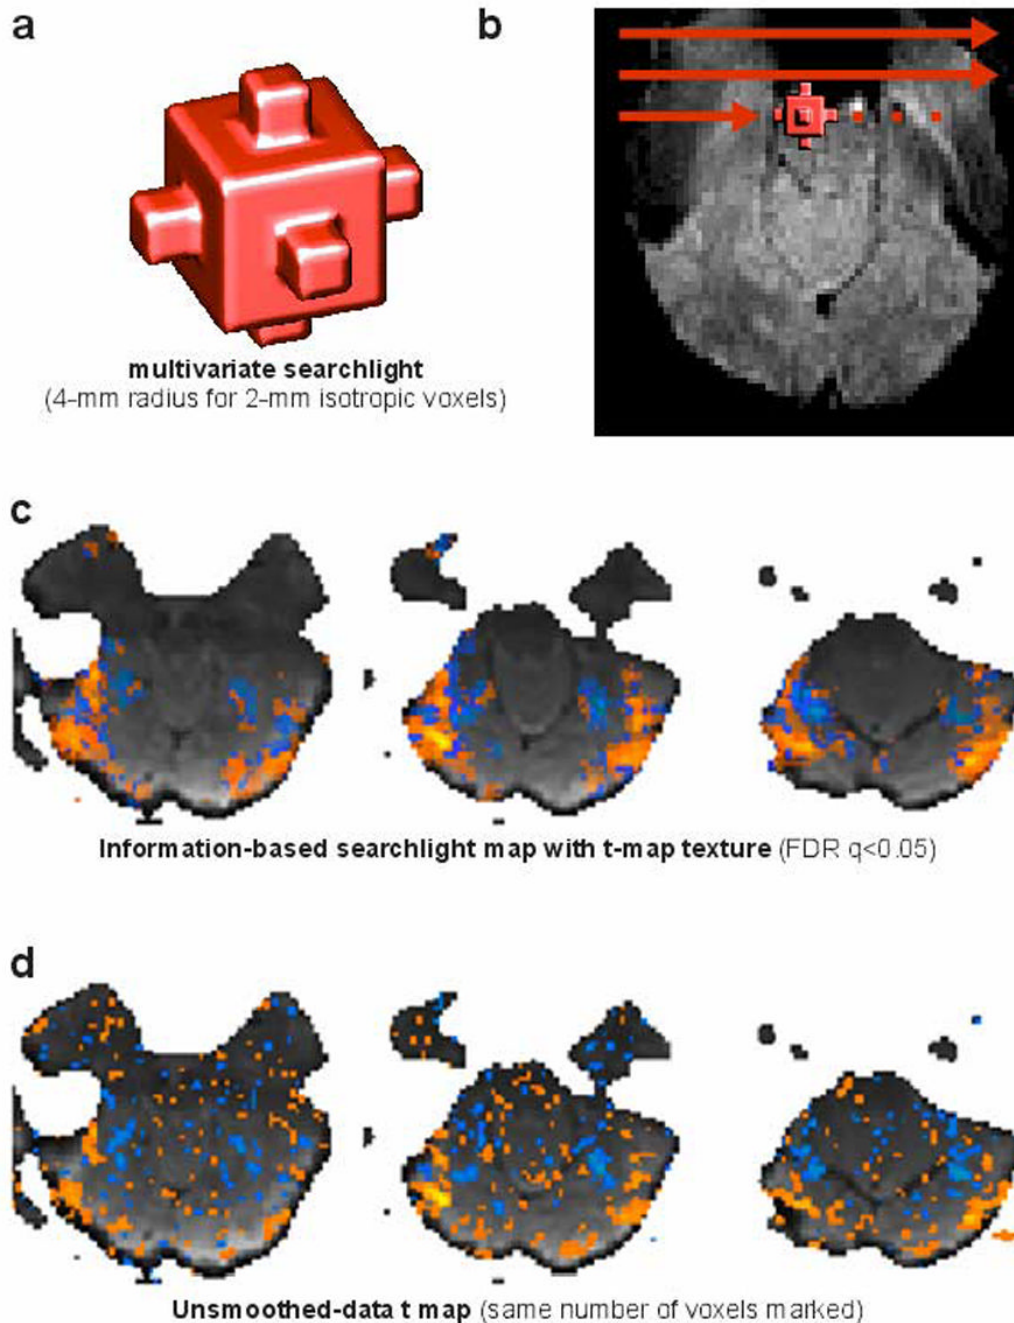 a
b
multivariate searchlight
(4-mm radius for 2-mm isotropic voxels)
c
Information-based searchlight map with t-map texture (FDR q<0.05)
d
Unsmoothed-data t map (same number of voxels marked)